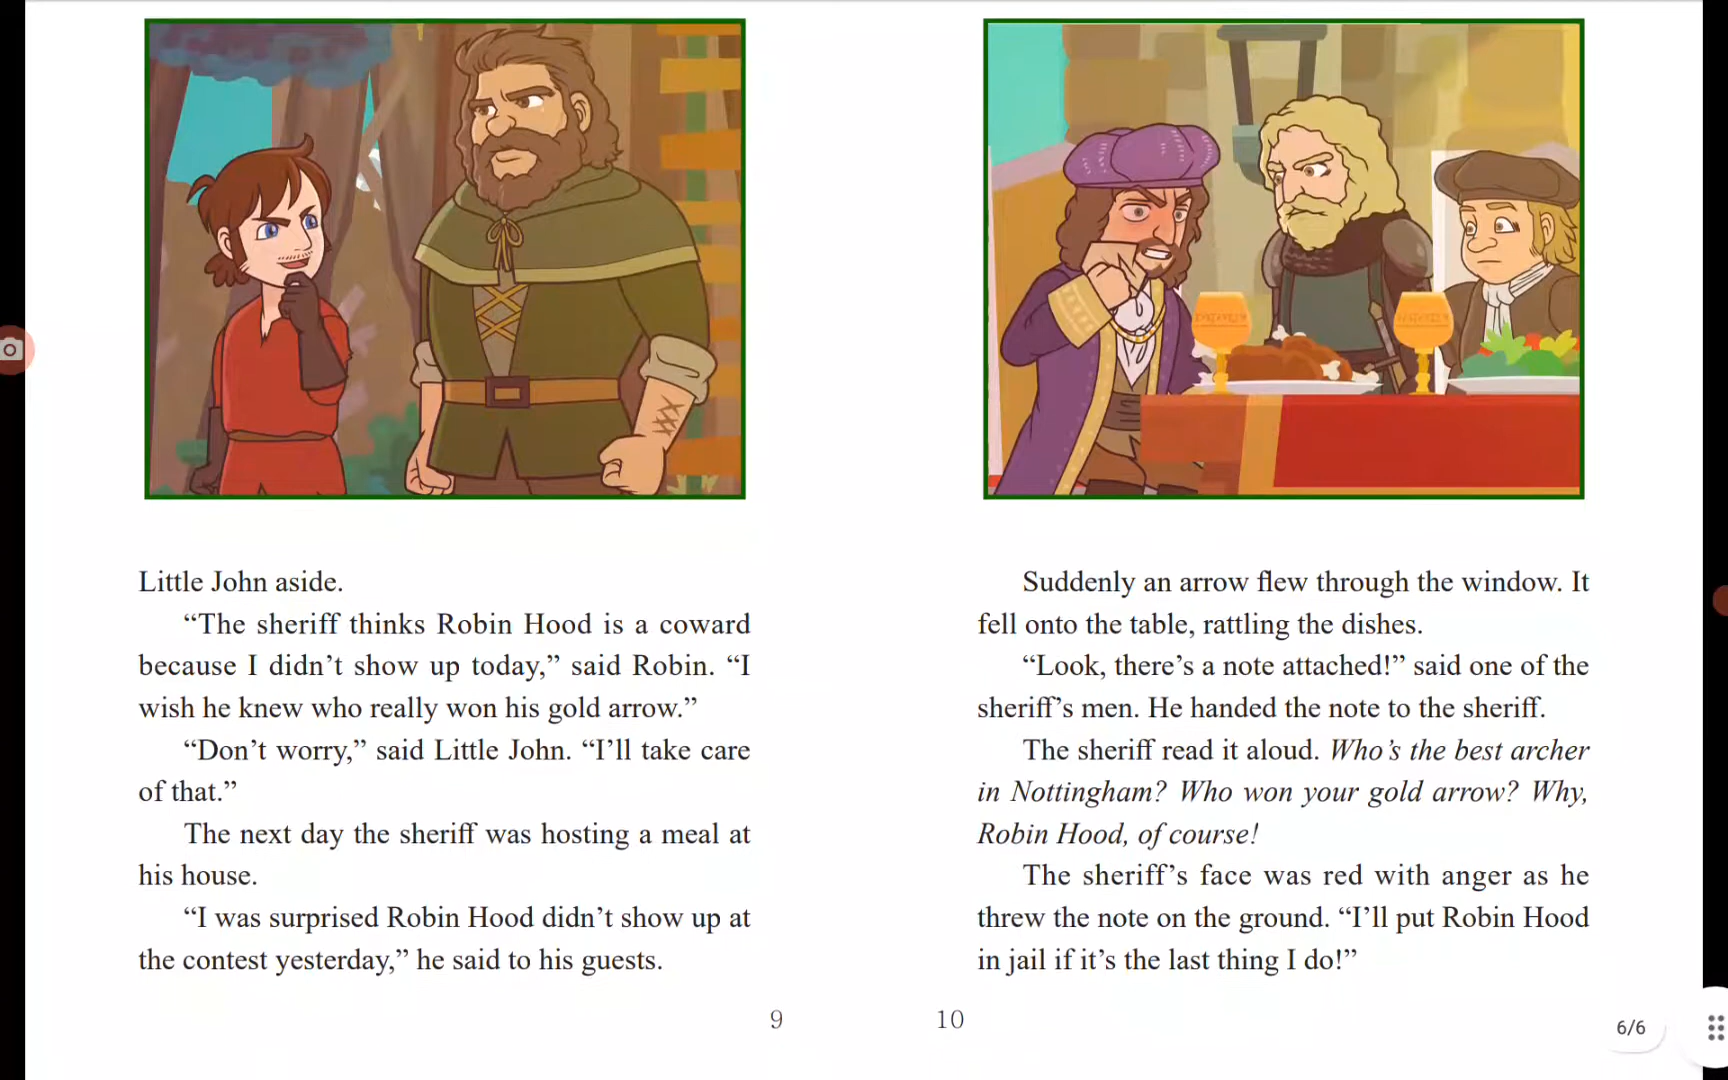 Little John aside.
“The sheriff thinks Robin Hood is a coward
because I didn’t show up today,” said Robin. “I
wish he knew who really won his gold arrow.”
“Don’t worry,” said Little John. “I’ll take care
of that.”
The next day the sheriff was hosting a meal at
his house.
“I was surprised Robin Hood didn’t show up at
the contest yesterday,” he said to his guests.
9
Suddenly an arrow flew through the window. It
fell onto the table, rattling the dishes.
“Look, there’s a note attached!” said one of the
sheriff’s men. He handed the note to the sheriff.
The sheriff read it aloud. Who’s the best archer
in Nottingham? Who won your gold arrow? Why,
Robin Hood, of course!
The sheriff’s face was red with anger as he
threw the note on the ground. “I’ll put Robin Hood
in jail if it’s the last thing I do!”
10
6/6